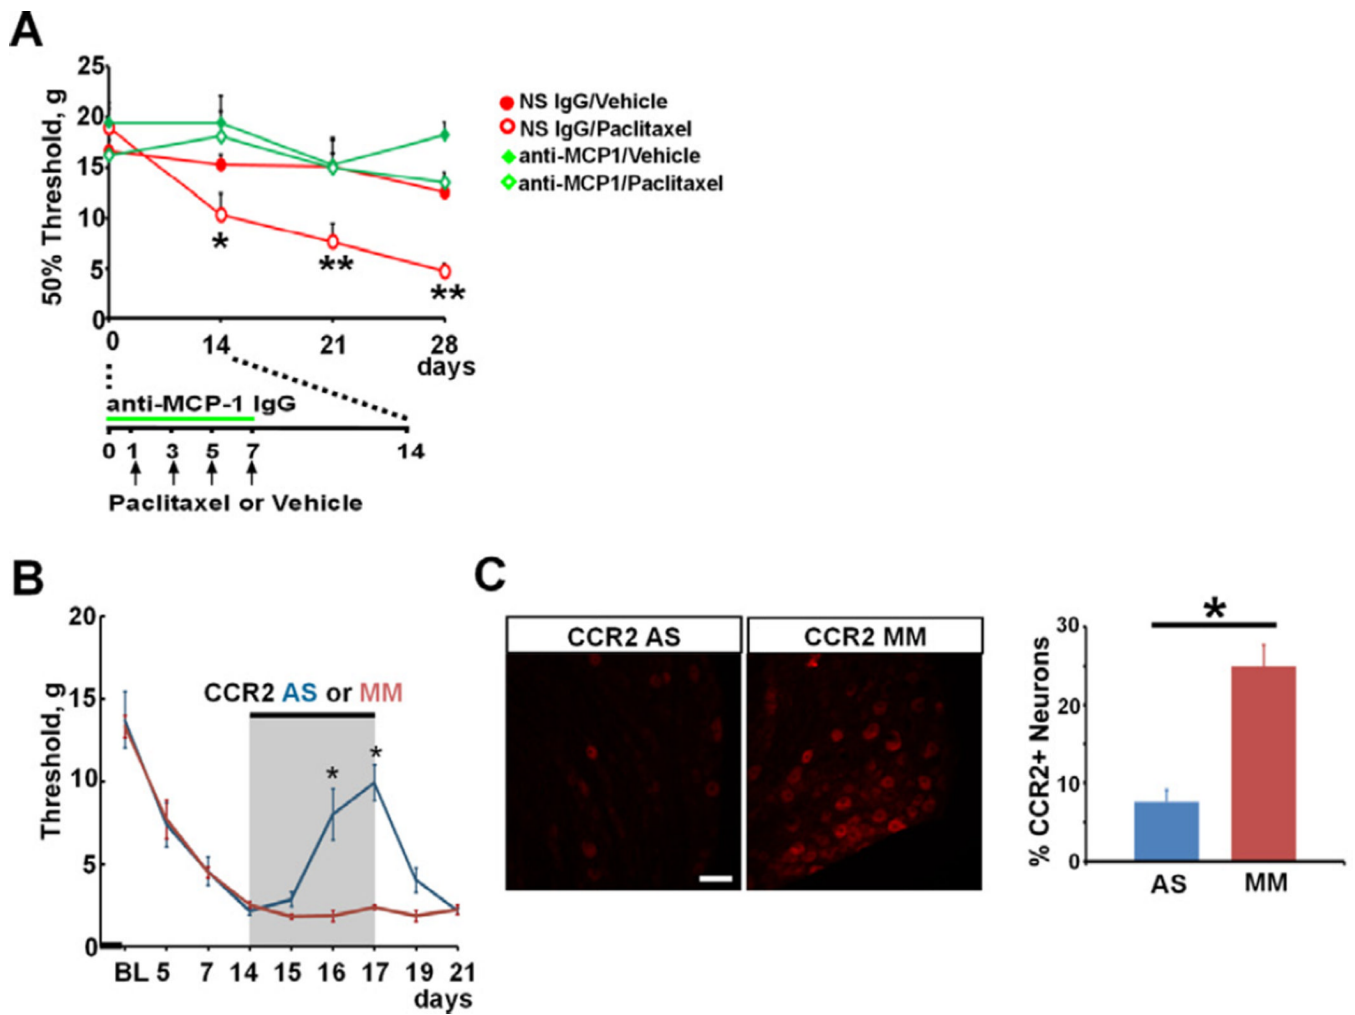 A
50% Threshold, g
25
20
15
10
5
0
*
**
**
0 14 21 28
days
NS IgG/Vehicle
NS IgG/Paclitaxel
anti-MCP1/Vehicle
anti-MCP1/Paclitaxel
anti-MCP-1 IgG
0 1 3 5 7 14
Paclitaxel or Vehicle
B
Threshold, g
20
15
10
5
0
CCR2 AS or MM
*
*
BL 5 7 14 15 16 17 19 21
days
C
CCR2 AS
CCR2 MM
% CCR2+ Neurons
30
20
10
0
*
AS MM